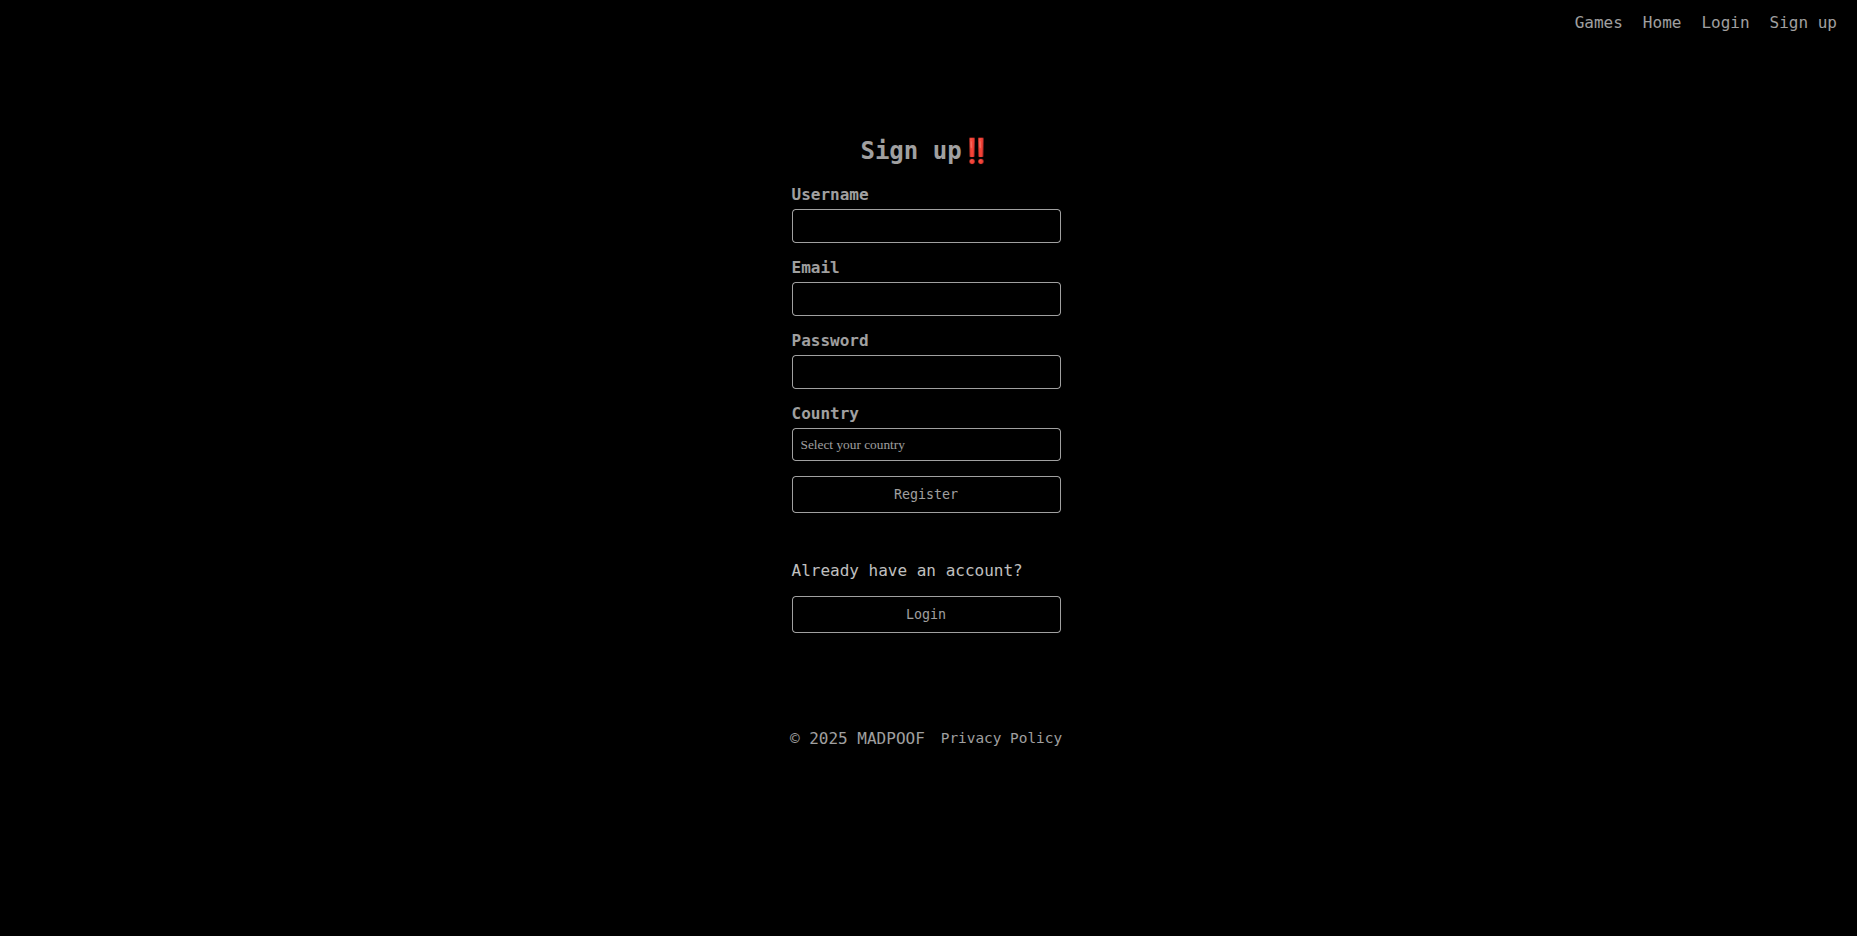 Games Home Login Sign up
Sign up‼️
Username
Email
Password
Country
Select your country
Register
Already have an account?
Login
© 2025 MADPOOF Privacy Policy